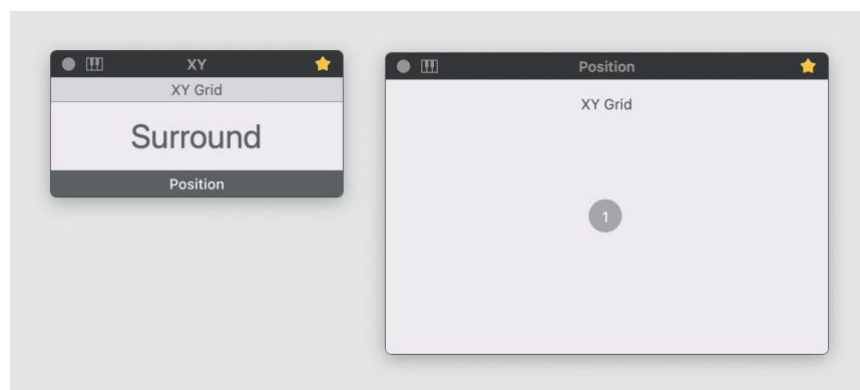 XY
XY Grid
Surround
Position
Position
XY Grid
1